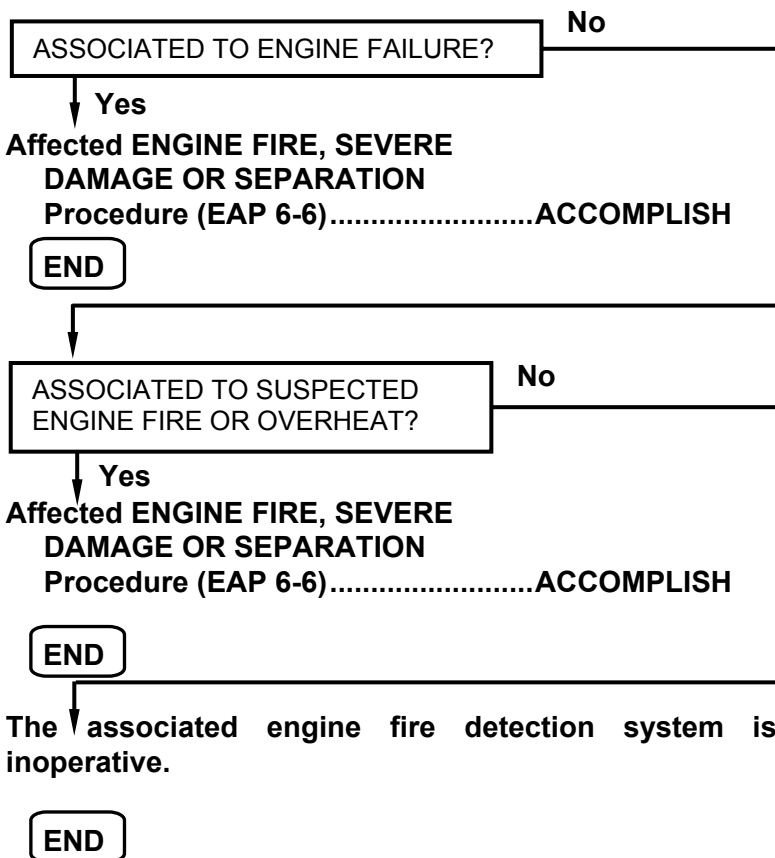 No
ASSOCIATED TO ENGINE FAILURE?
Yes
Affected ENGINE FIRE, SEVERE
DAMAGE OR SEPARATION
Procedure (EAP 6-6).........................ACCOMPLISH
END
ASSOCIATED TO SUSPECTED
ENGINE FIRE OR OVERHEAT?
No
Yes
Affected ENGINE FIRE, SEVERE
DAMAGE OR SEPARATION
Procedure (EAP 6-6).........................ACCOMPLISH
END
The associated engine fire detection system is
inoperative.
END